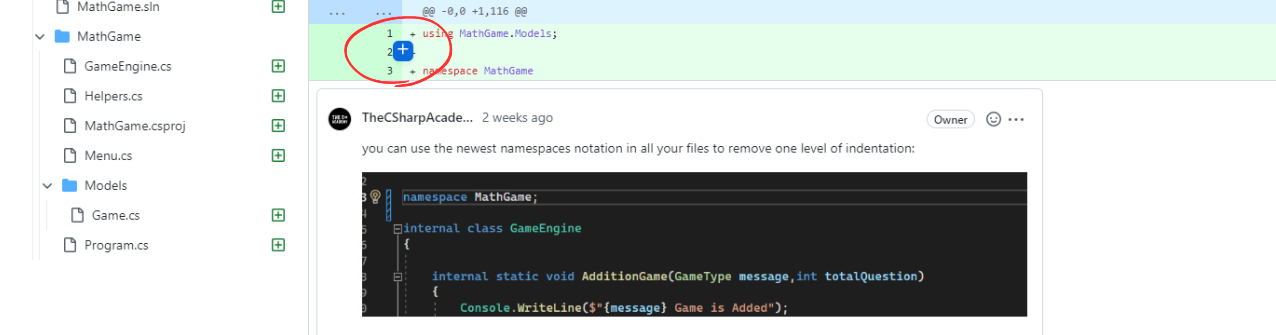 MathGame.sln
MathGame
GameEngine.cs
Helpers.cs
MathGame.csproj
Menu.cs
Models
Game.cs
Program.cs
... ... @@ -0,0 +1,116 @@
1 + using MathGame.Models;
2 +
3 + namespace MathGame
THE C# ACADEMY
TheCSharpAcade... 2 weeks ago Owner
you can use the newest namespaces notation in all your files to remove one level of indentation:
2
3 namespace MathGame;
4
5 internal class GameEngine
6 {
7
8 internal static void AdditionGame(GameType message,int totalQuestion)
9 {
0 Console.WriteLine($"{message} Game is Added");